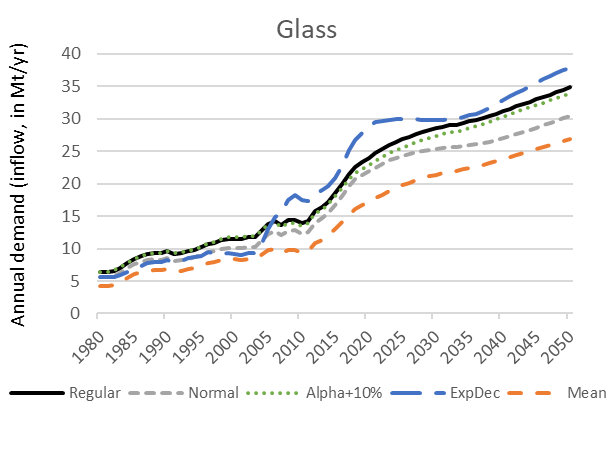 Glass
Annual demand (inflow, in Mt/yr)
40
35
30
25
20
15
10
5
0
1980 1985 1990 1995 2000 2005 2010 2015 2020 2025 2030 2035 2040 2045 2050
Regular Normal Alpha+10% ExpDec Mean